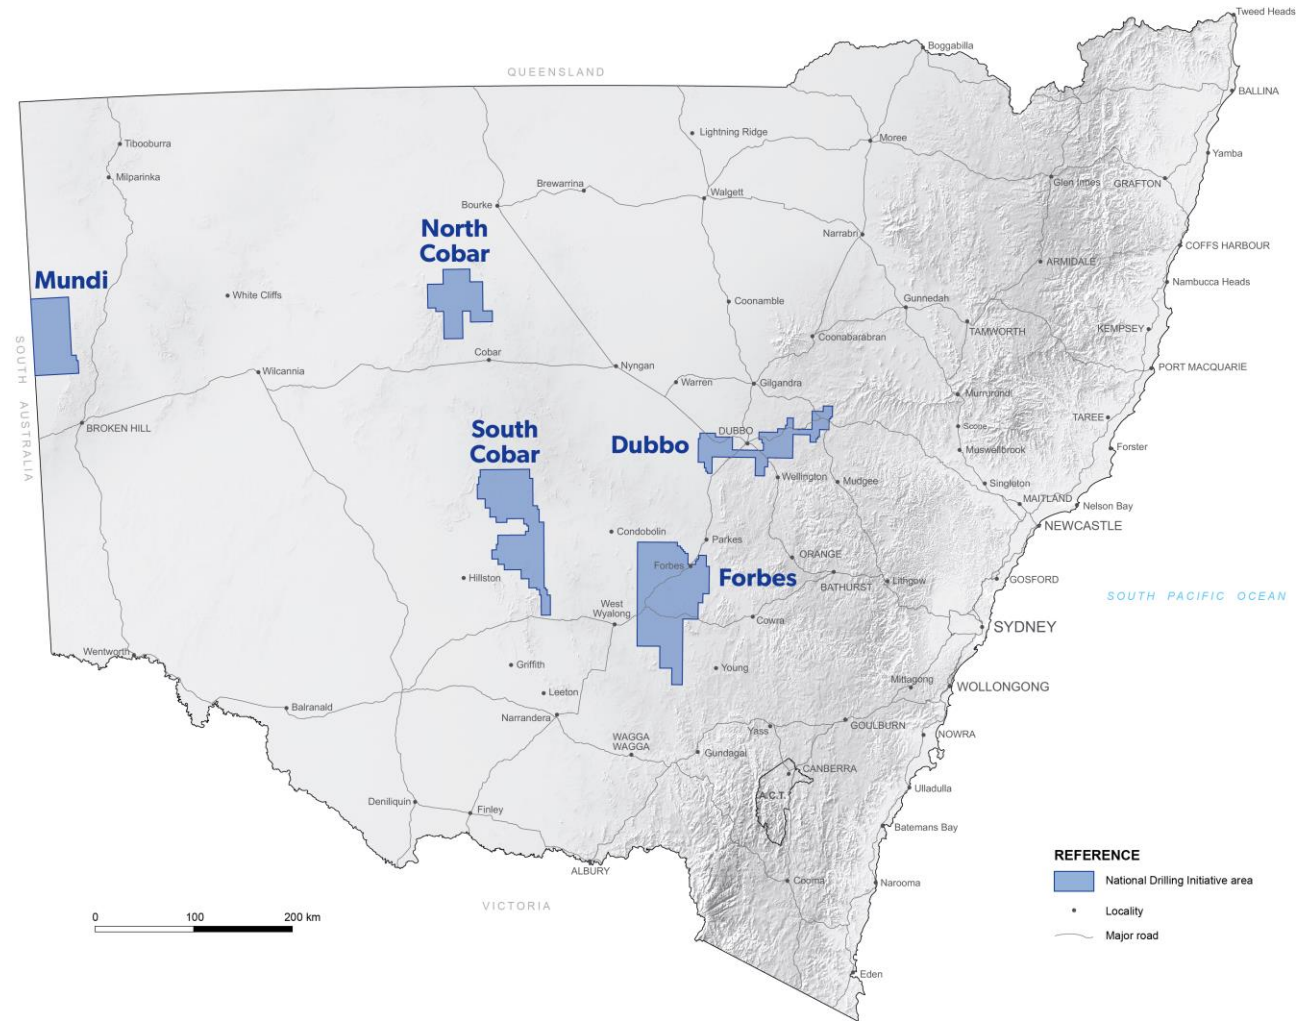 Tweed Heads
Boggabilla
QUEENSLAND
BALLINA
Lightning Ridge
Moree
Tibooburra
Yamba
Milparinka
Glen Innes
GRAFTON
Brewarrina
Walgett
Bourke
North
Cobar
Narrabri
COFFS HARBOUR
ARMIDALE
Mundi
Nambucca Heads
White Cliffs
Coonamble
Gunnedah
TAMWORTH
KEMPSEY
Coonabarabran
SOUTH AUSTRALIA
Cobar
Nyngan
PORT MACQUARIE
Wilcannia
Warren
Gilgandra
Murrurundi
TAREE
BROKEN HILL
South
Cobar
DUBBO
Dubbo
Scone
Muswellbrook
Forster
Wellington
Mudgee
Singleton
MAITLAND
Nelson Bay
NEWCASTLE
Condobolin
Parkes
ORANGE
Forbes
Forbes
Hillston
BATHURST
Lithgow
GOSFORD
SOUTH PACIFIC OCEAN
West
Wyalong
Cowra
SYDNEY
Wentworth
Griffith
Young
Mittagong
WOLLONGONG
Leeton
Balranald
Narrandera
GOULBURN
Yass
NOWRA
WAGGA
WAGGA
Gundagai
CANBERRA
A.C.T.
Ulladulla
Deniliquin
Finley
Batemans Bay
ALBURY
Cooma
Narooma
VICTORIA
Eden
REFERENCE
National Drilling Initiative area
Locality
Major road
0 100 200 km